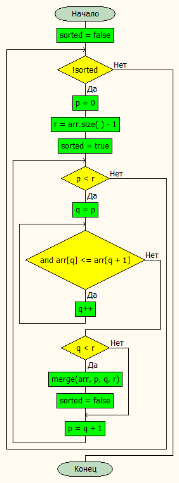 Начало
sorted = false
!sorted
Нет
Да
p = 0
r = arr.size( ) - 1
sorted = true
p < r
Нет
Да
q = p
and arr[q] <= arr[q + 1]
Нет
Да
q++
q < r
Нет
Да
merge(arr, p, q, r)
sorted = false
p = q + 1
Конец